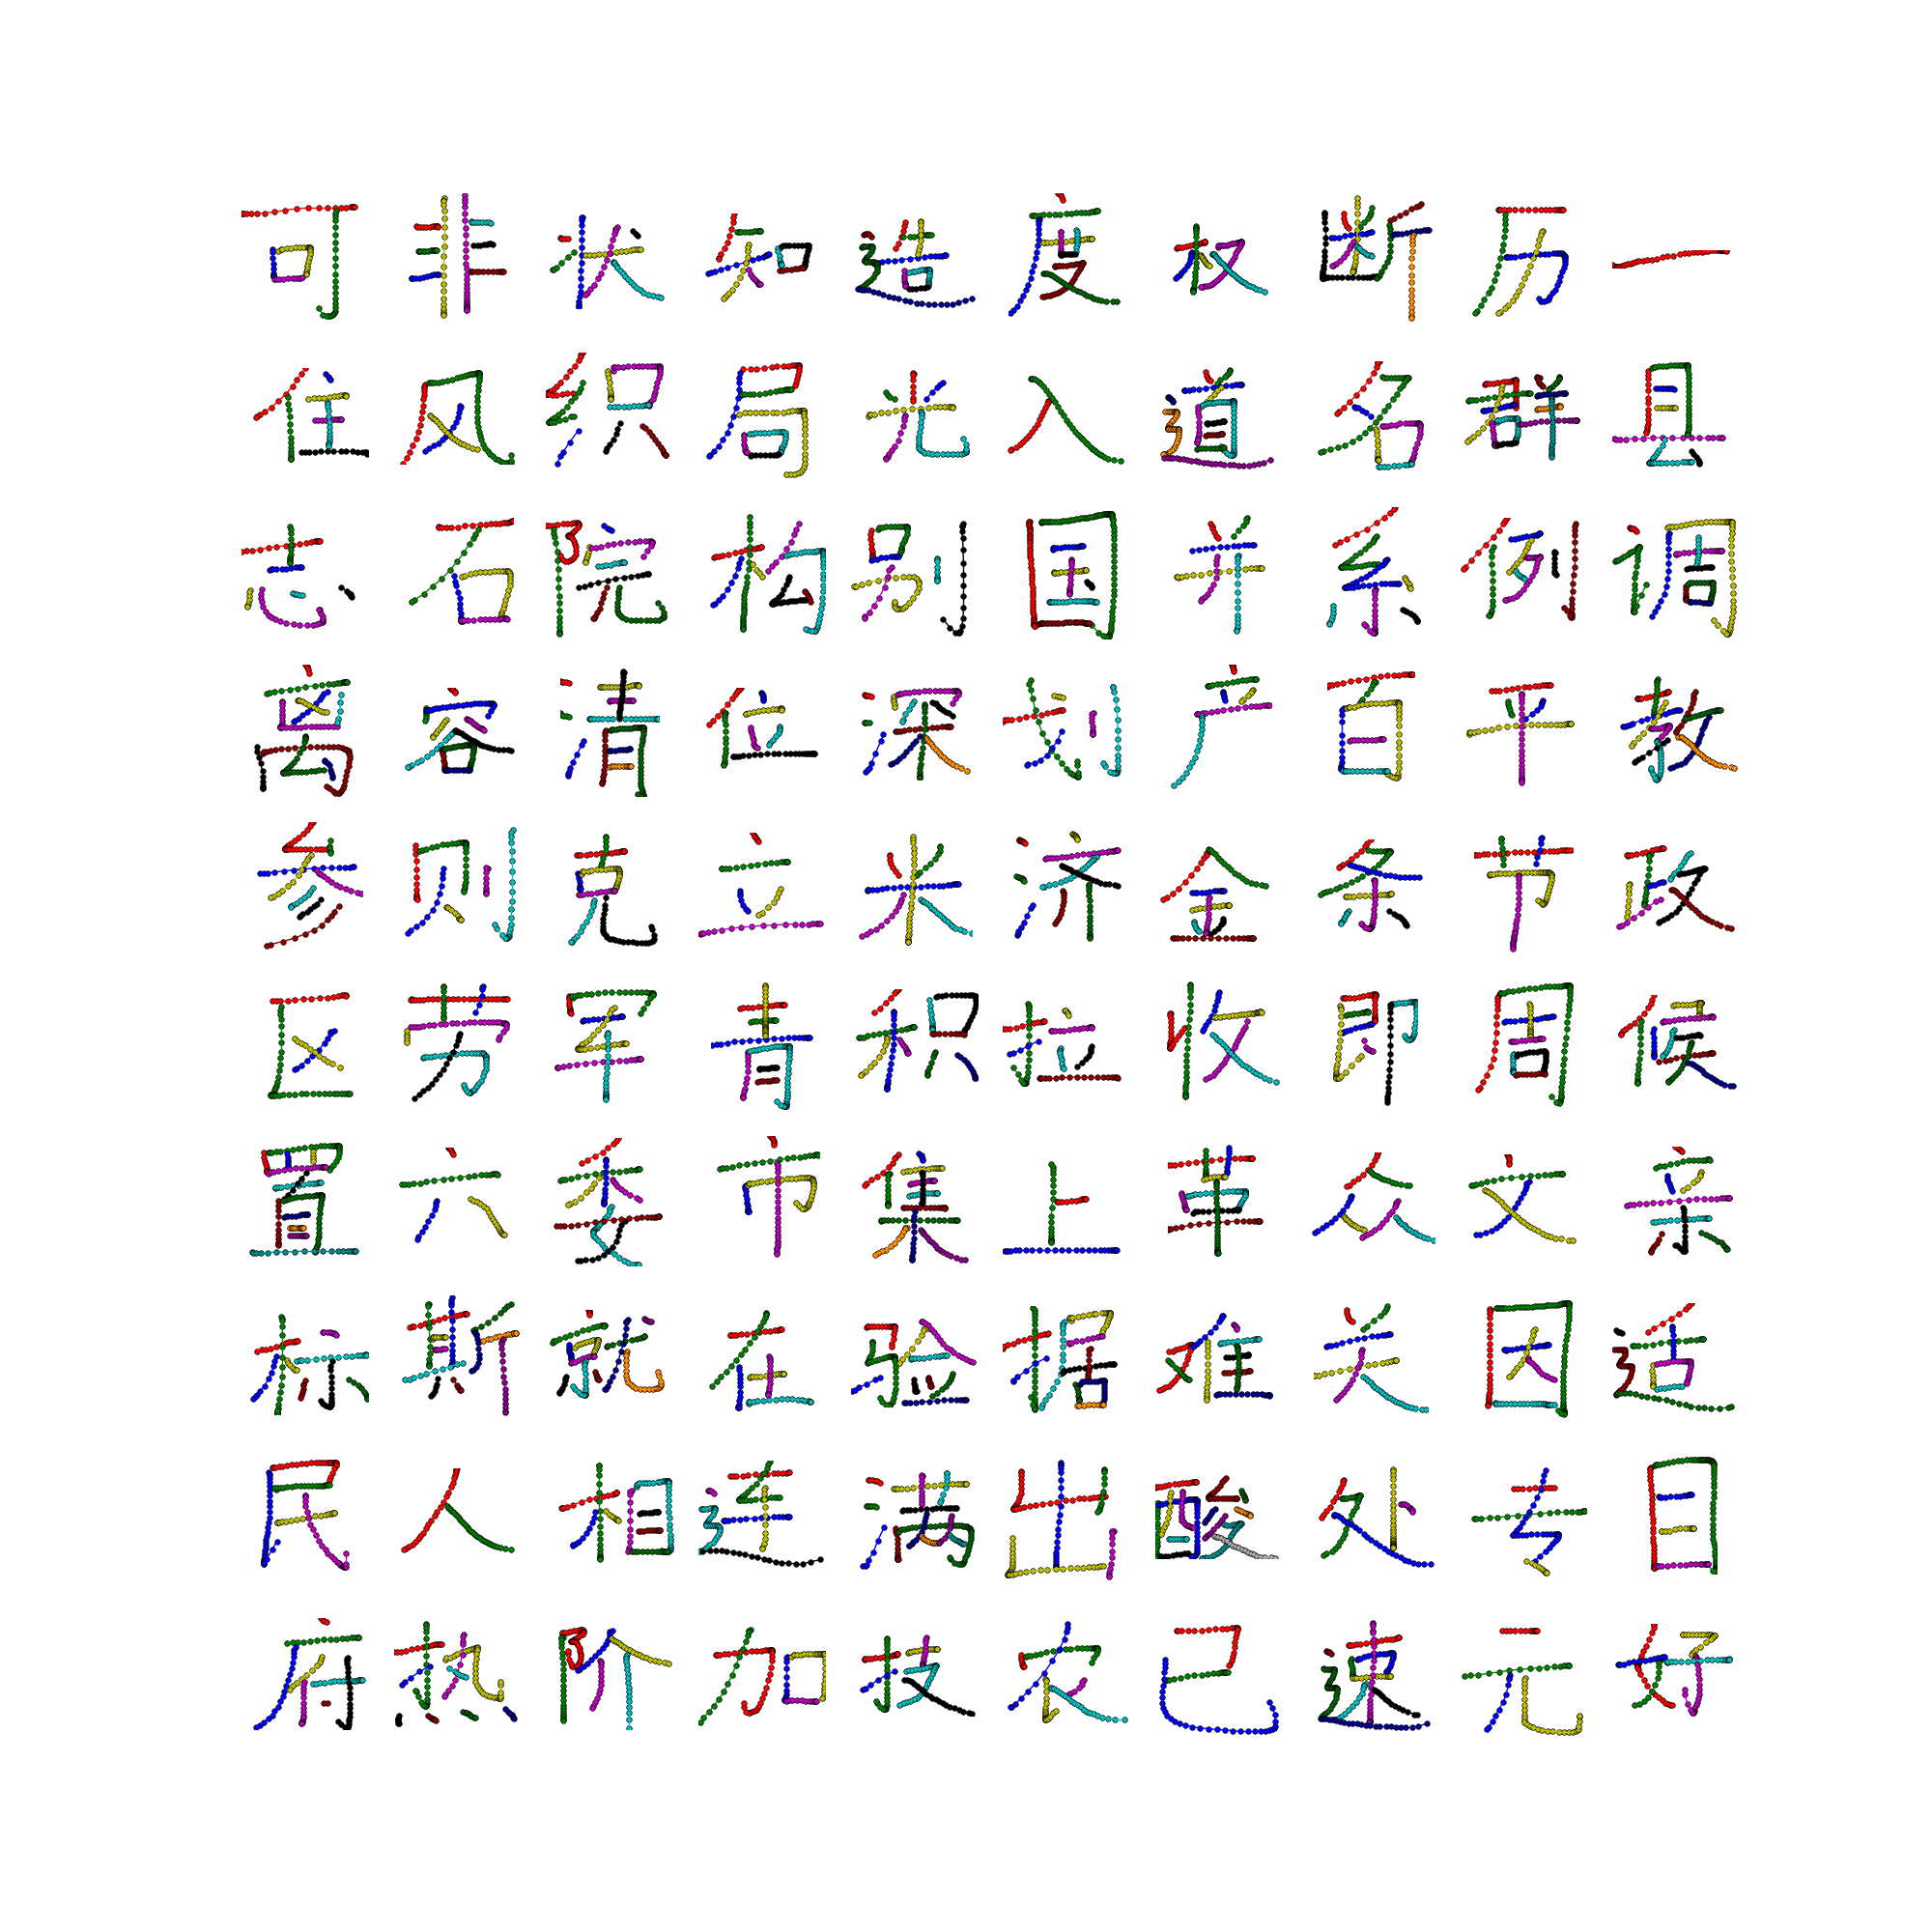 可非状知造度权断历一
住风织局光入道名群县
志石院构别国并系例调
离容清位深划产百平教
参则克立米济金条节政
区劳军青积拉收即周候
置六委市集上革众文亲
标斯就在验据难关因适
民人相连满出酸处专目
府热阶加技农己速元好